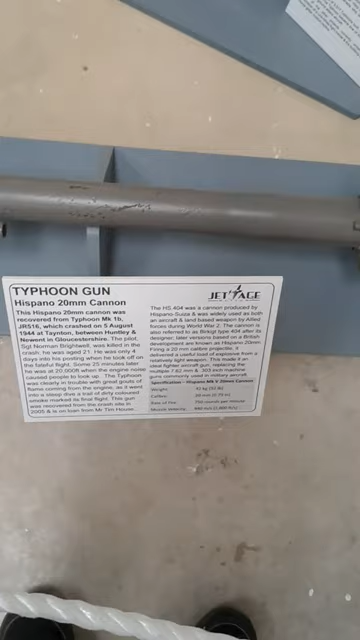 TYPHOON GUN
Hispano 20mm Cannon
This Hispano 20mm cannon was
recovered from Typhoon Mk 1b,
JR516, which crashed on 5 August
1944 at Taynton, between Huntley &
Newent in Gloucestershire. The pilot,
Sgt Norman Brightwell, was killed in the
crash; he was aged 21. He was only 4
days into his posting when he took off on
the fateful flight. Some 25 minutes later
he was at 20,000ft when the engine noise
caused people to look up. The Typhoon
was clearly in trouble with great gouts of
flame coming from the engine; as it went
into a steep dive a trail of dirty coloured
smoke marked its final flight. This gun
was recovered from the crash site in
2005 & is on loan from Mr Tim House.
JET AGE
The HS.404 was a cannon produced by
Hispano-Suiza & was widely used as both
an aircraft & land based weapon by Allied
forces during World War 2. The cannon is
also referred to as Birkigt type 404 after its
designer; later versions based on a British
development are known as Hispano 20mm.
Firing a 20 mm calibre projectile, it
delivered a useful load of explosive from a
relatively light weapon. This made it an
ideal fighter aircraft gun, replacing the
multiple 7.62 mm & .303 inch machine
guns commonly used in military aircraft.
Specification - Hispano Mk V 20mm Cannon
Weight:
Calibre: 20 mm
Rate of Fire: 750 rounds per minute
Muzzle Velocity: